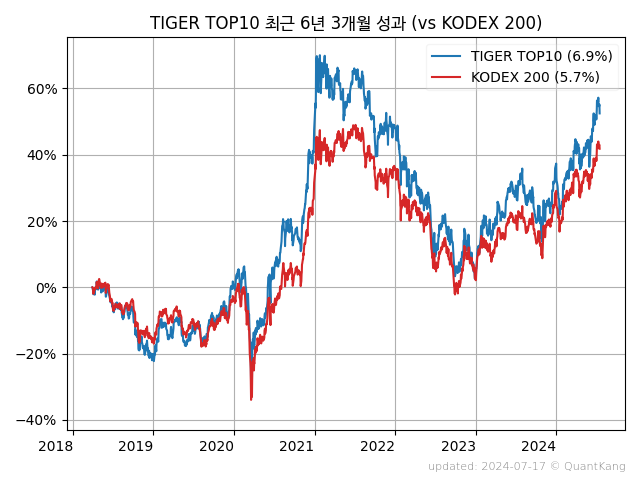 TIGER TOP10 최근 6년 3개월 성과 (vs KODEX 200)
TIGER TOP10 (6.9%)
KODEX 200 (5.7%)
60%
40%
20%
0%
−20%
−40%
2018 2019 2020 2021 2022 2023 2024
updated: 2024-07-17 © QuantKang